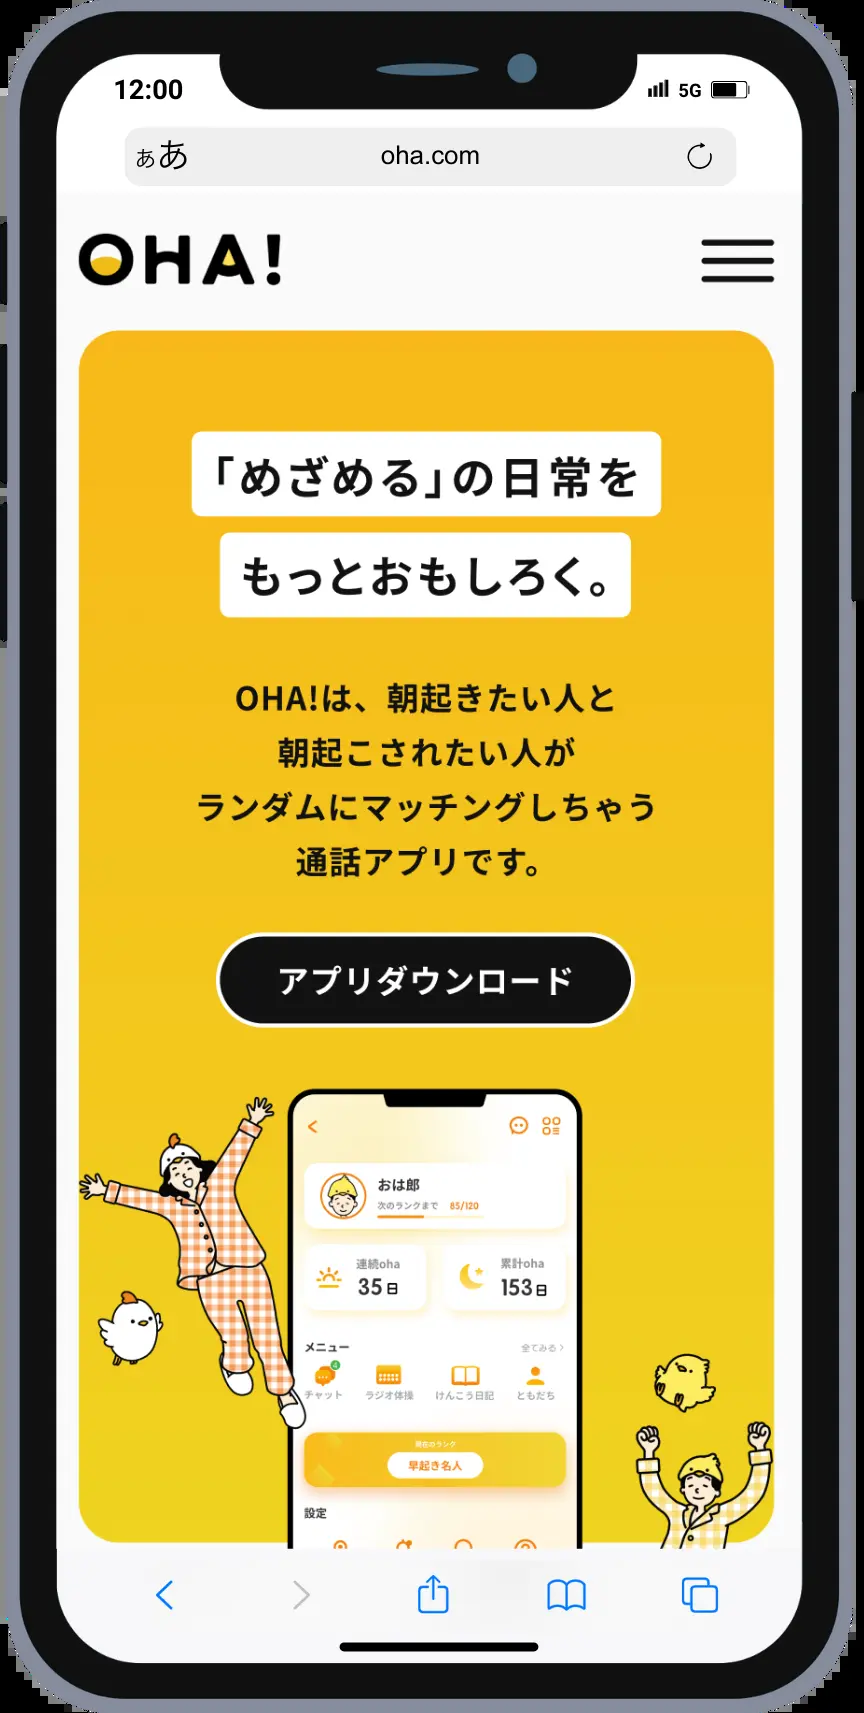 12:00
5G
ああ
oha.com
OHA!
「めざめる」の日常を
もっとおもしろく。
OHA!は、朝起きたい人と
朝起こされたい人が
ランダムにマッチングしちゃう
通話アプリです。
アプリダウンロード
おは郎
次のランクまで 85/120
連続oha
35日
累計oha
153日
メニュー
全てみる
4
チャット
ラジオ体操
けんこう日記
ともだち
現在のランク
早起き名人
設定